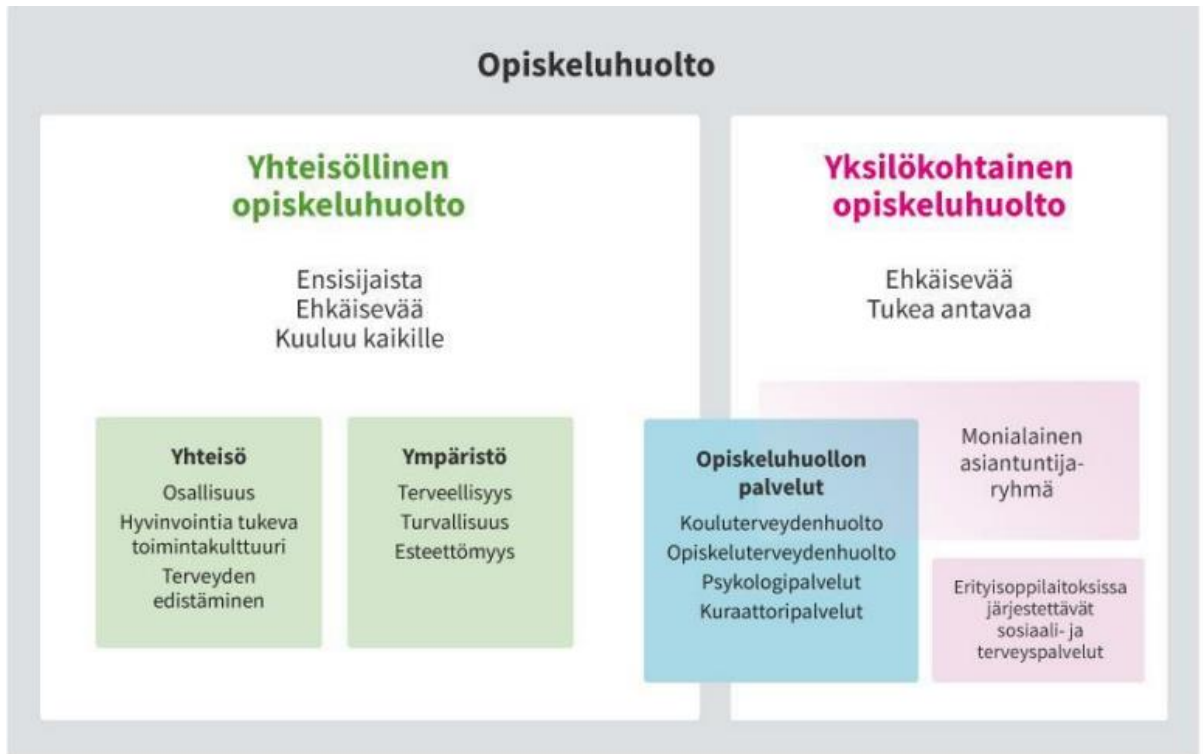 Opiskeluhuolto
Yhteisöllinen
opiskeluhuolto
Ensisijaista
Ehkäisevää
Kuuluu kaikille
Yhteisö
Osallisuus
Hyvinvointia tukeva
toimintakulttuuri
Terveyden
edistäminen
Ympäristö
Terveellisyys
Turvallisuus
Esteettömyys
Yksilökohtainen
opiskeluhuolto
Ehkäisevää
Tukea antavaa
Opiskeluhuollon
palvelut
Kouluterveydenhuolto
Opiskeluterveydenhuolto
Psykologipalvelut
Kuraattoripalvelut
Monialainen
asiantuntija-
ryhmä
Erityisoppilaitoksissa
järjestettävät
sosiaali- ja
terveyspalvelut